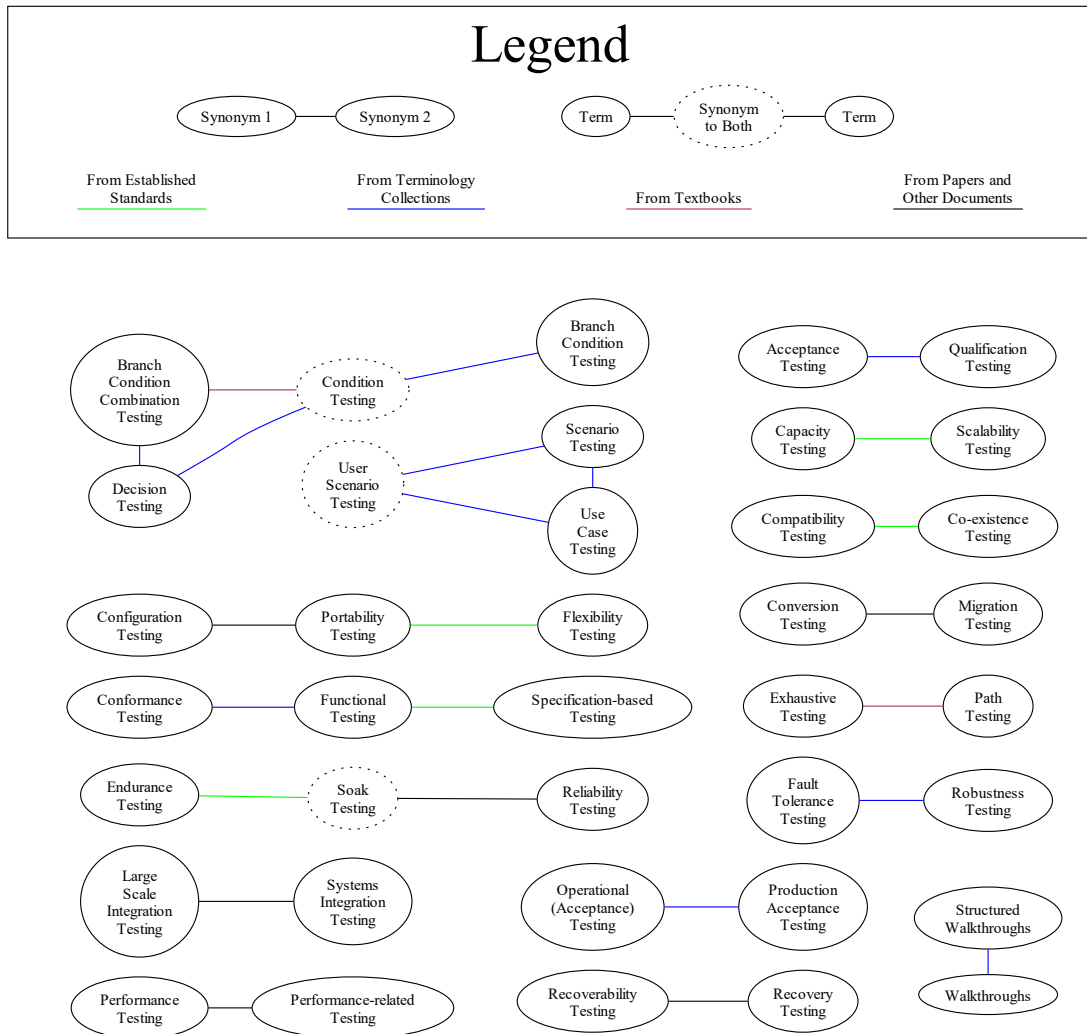 Legend
Synonym 1
Synonym 2
Term
Synonym
to Both
Term
From Established
Standards
From Terminology
Collections
From Textbooks
From Papers and
Other Documents
Branch
Condition
Combination
Testing
Condition
Testing
Branch
Condition
Testing
Decision
Testing
User
Scenario
Testing
Scenario
Testing
Use
Case
Testing
Acceptance
Testing
Qualification
Testing
Capacity
Testing
Scalability
Testing
Compatibility
Testing
Co-existence
Testing
Configuration
Testing
Portability
Testing
Flexibility
Testing
Conversion
Testing
Migration
Testing
Conformance
Testing
Functional
Testing
Specification-based
Testing
Exhaustive
Testing
Path
Testing
Endurance
Testing
Soak
Testing
Reliability
Testing
Fault
Tolerance
Testing
Robustness
Testing
Large
Scale
Integration
Testing
Systems
Integration
Testing
Operational
(Acceptance)
Testing
Production
Acceptance
Testing
Structured
Walkthroughs
Walkthroughs
Performance
Testing
Performance-related
Testing
Recoverability
Testing
Recovery
Testing